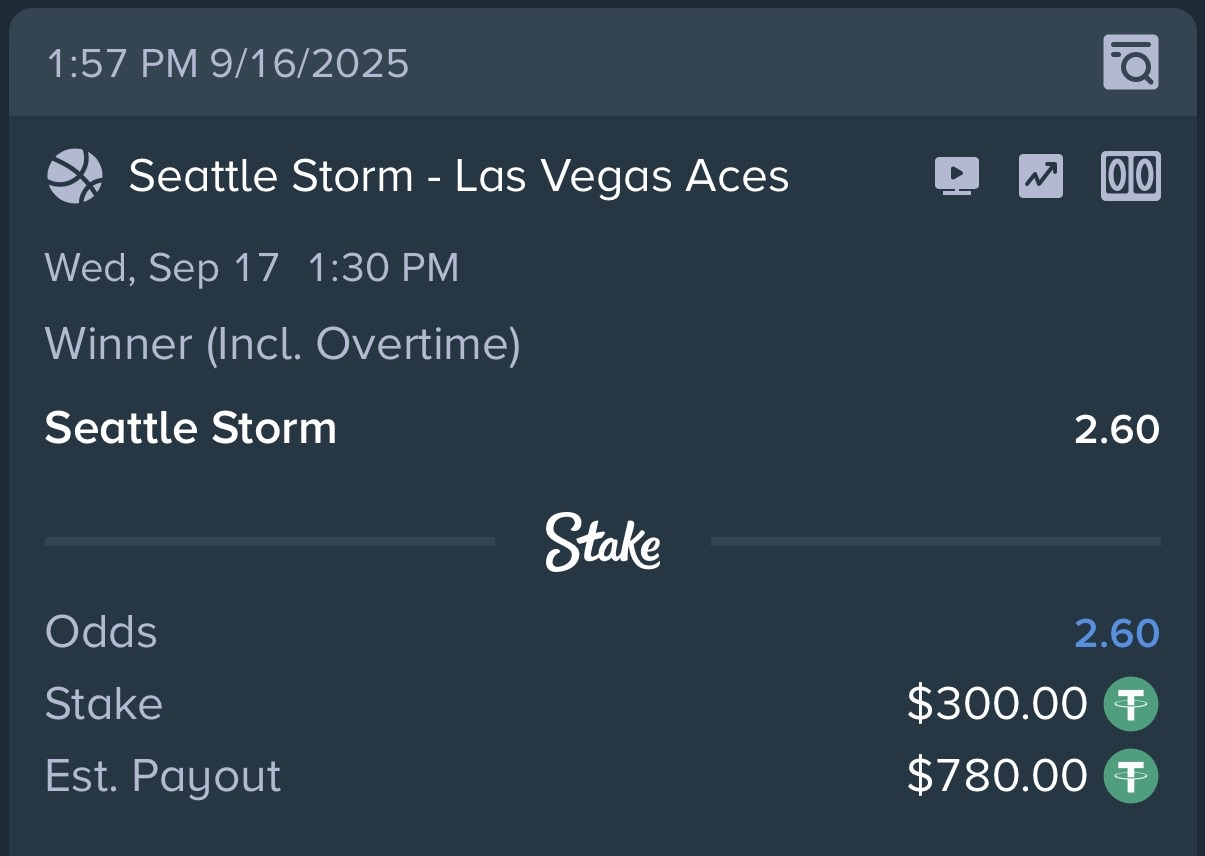 1:57 PM 9/16/2025
Seattle Storm - Las Vegas Aces
Wed, Sep 17 1:30 PM
Winner (Incl. Overtime)
Seattle Storm 2.60
Stake
Odds 2.60
Stake $300.00
Est. Payout $780.00